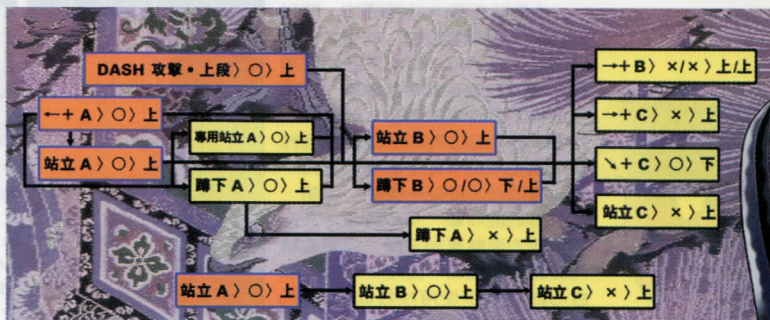 DASH 攻擊·上段〉○〉上
→+B〉×/×〉上/上
←+A〉○〉上
→+C〉×〉上
專用站立A〉○〉上
站立B〉○〉上
站立A〉○〉上
↘+C〉○〉下
蹲下A〉○〉上
蹲下B〉○/○〉下/上
站立C〉×〉上
蹲下A〉×〉上
站立A〉○〉上
站立B〉○〉上
站立C〉×〉上